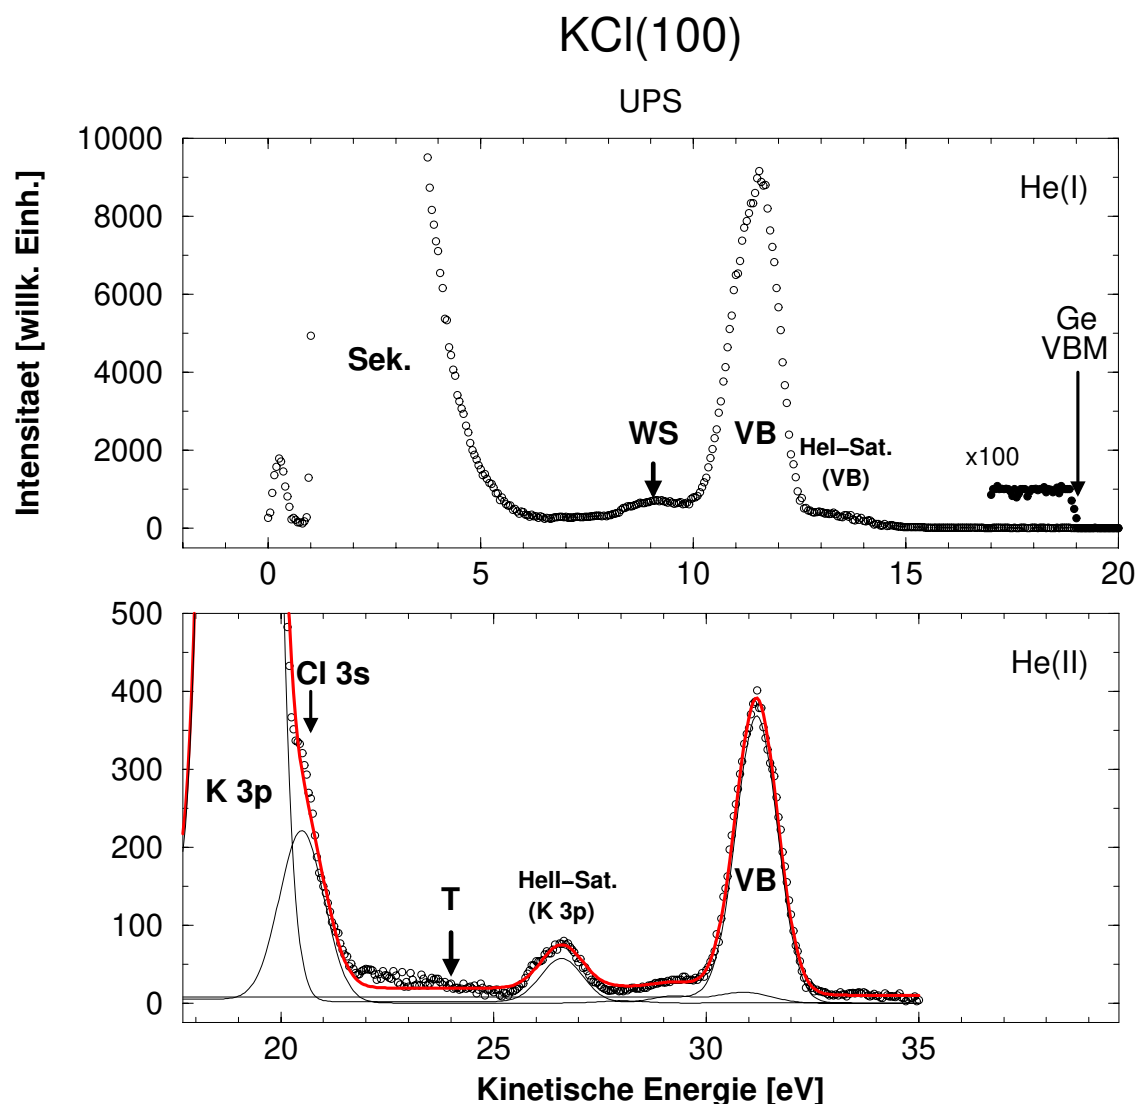 KCl(100)
UPS
Intensitaet [willk. Einh.]
10000
8000
6000
4000
2000
0
He(I)
Ge
VBM
Sek.
WS
VB
HeI−Sat.
(VB)
x100
0 5 10 15 20
500
400
300
200
100
0
He(II)
Cl 3s
K 3p
T
HeII−Sat.
(K 3p)
VB
20 25 30 35
Kinetische Energie [eV]